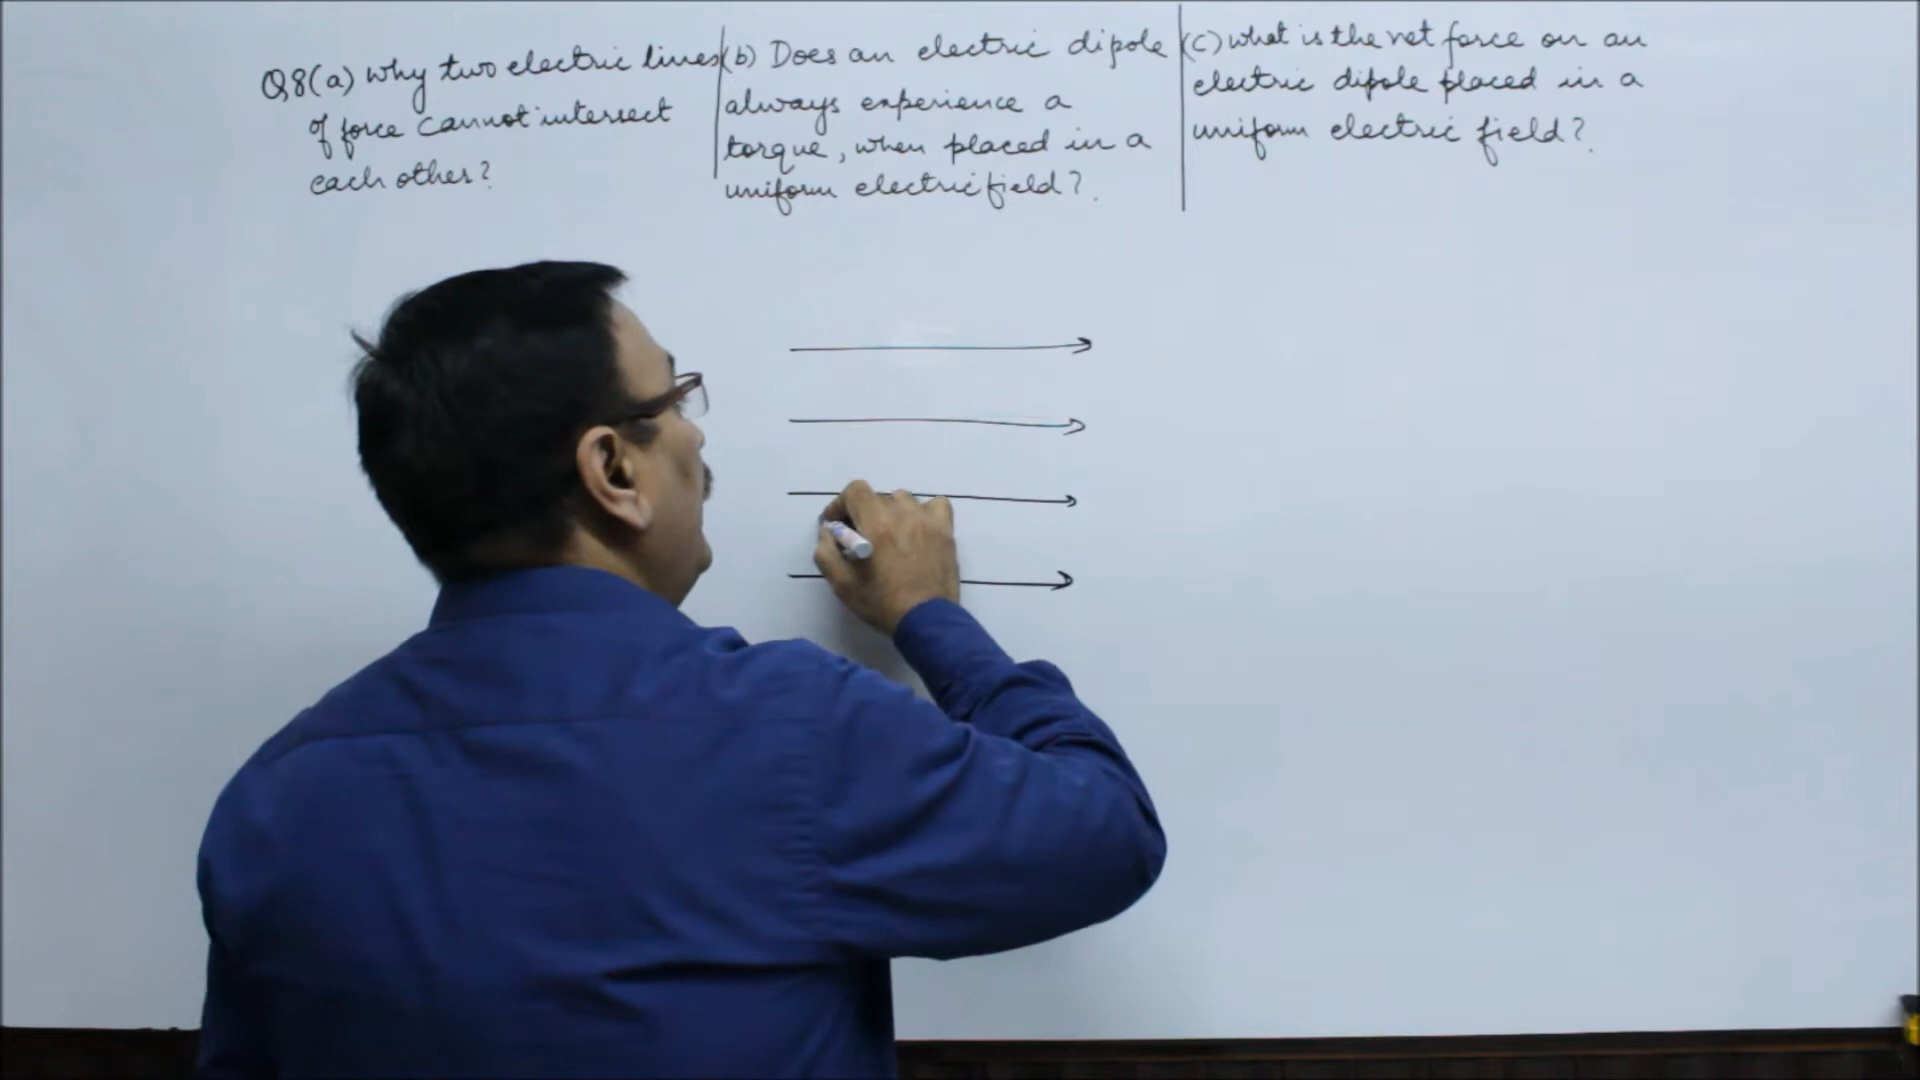 Q8(a) Why two electric lines
of force cannot intersect
each other?
(b) Does an electric dipole
always experience a
torque, when placed in a
uniform electric field?
(c) What is the net force on an
electric dipole placed in a
uniform electric field?